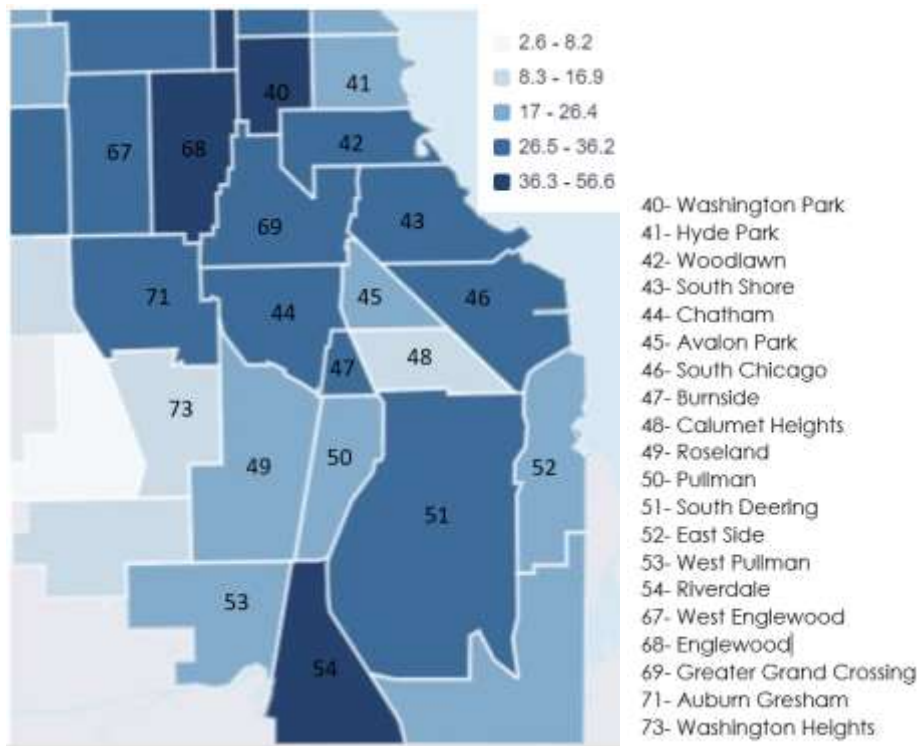 2.6 - 8.2
8.3 - 16.9
17 - 26.4
26.5 - 36.2
36.3 - 56.6
40
41
42
67
68
69
43
71
44
45
46
47
48
73
49
50
51
52
53
54
40- Washington Park
41- Hyde Park
42- Woodlawn
43- South Shore
44- Chatham
45- Avalon Park
46- South Chicago
47- Burnside
48- Calumet Heights
49- Roseland
50- Pullman
51- South Deering
52- East Side
53- West Pullman
54- Riverdale
67- West Englewood
68- Englewood
69- Greater Grand Crossing
71- Auburn Gresham
73- Washington Heights